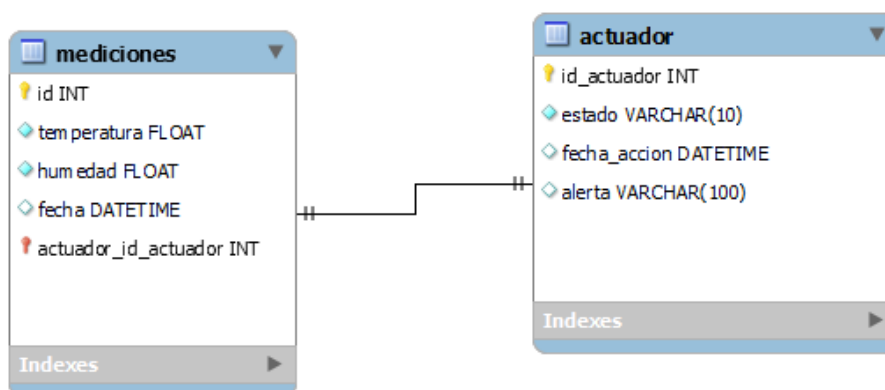 mediciones
id INT
temperatura FLOAT
humedad FLOAT
fecha DATETIME
actuador_id_actuador INT
Indexes
actuador
id_actuador INT
estado VARCHAR(10)
fecha_accion DATETIME
alerta VARCHAR(100)
Indexes